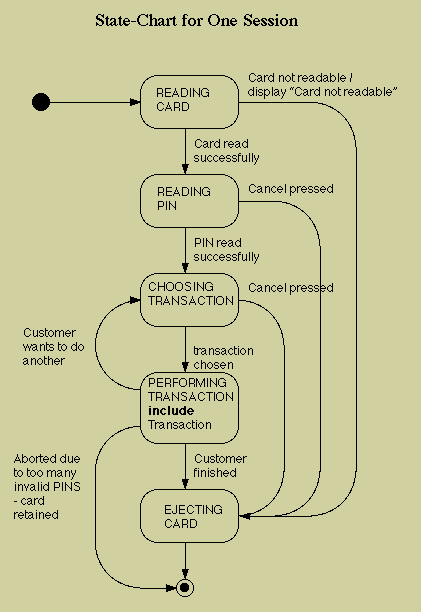 State-Chart for One Session
Card not readable /
display "Card not readable"
READING
CARD
Card read
successfully
READING
PIN
Cancel pressed
PIN read
successfully
CHOOSING
TRANSACTION
Cancel pressed
Customer
wants to do
another
transaction
chosen
PERFORMING
TRANSACTION
include
Transaction
Aborted due
to too many
invalid PINS
- card
retained
Customer
finished
EJECTING
CARD